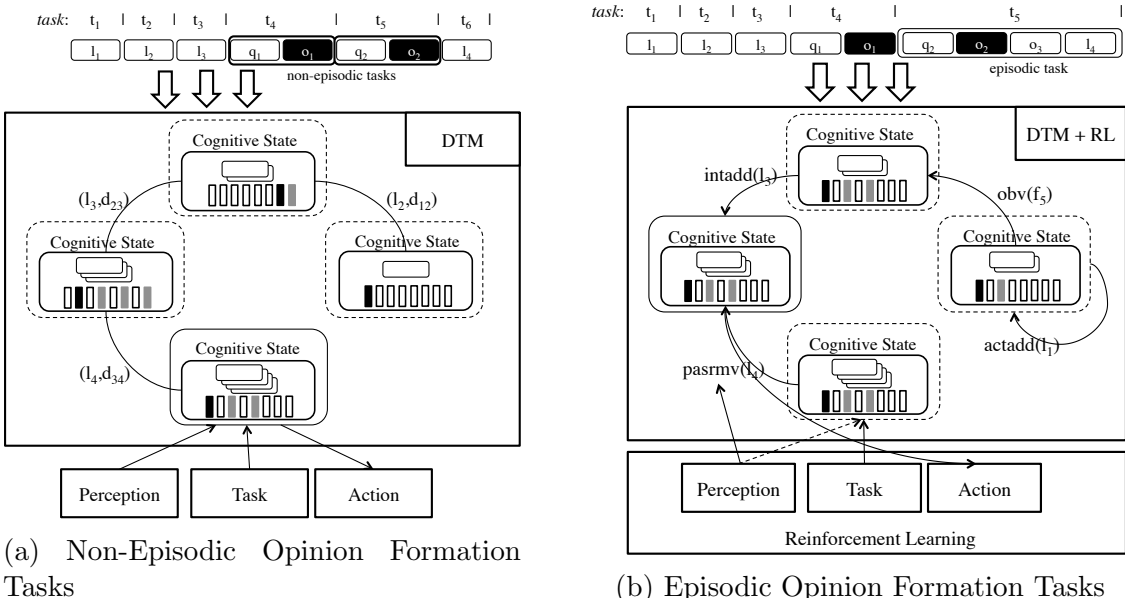 task: t1 | t2 | t3 | t4 | t5 | t6
l1 l2 l3 q1 o1 q2 o2 l4
non-episodic tasks
DTM
Cognitive State
(l3,d23) (l2,d12)
Cognitive State Cognitive State
Cognitive State
(l4,d34)
Perception Task Action
(a) Non-Episodic Opinion Formation
Tasks
task: t1 | t2 | t3 | t4 | t5 |
l1 l2 l3 q1 o1 q2 o2 o3 l4
episodic task
Cognitive State
DTM + RL
intadd(l3)
obv(f5)
Cognitive State Cognitive State
Cognitive State
actadd(l1)
pasrmv(l4)
Perception Task Action
Reinforcement Learning
(b) Episodic Opinion Formation Tasks